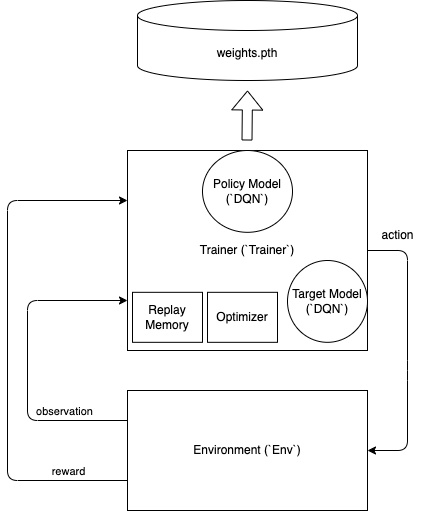 weights.pth
Policy Model
(`DQN`)
Trainer (`Trainer`)
action
Target Model
(`DQN`)
Replay
Memory
Optimizer
observation
Environment (`Env`)
reward